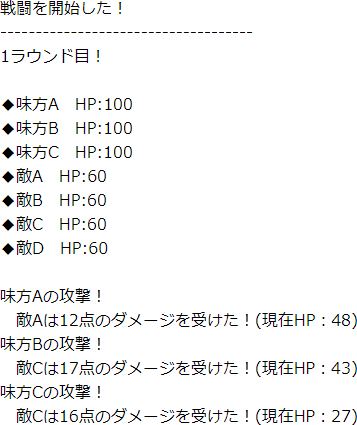 戦闘を開始した！
------------------------------------
1ラウンド目！
◆味方A　HP:100
◆味方B　HP:100
◆味方C　HP:100
◆敵A　HP:60
◆敵B　HP:60
◆敵C　HP:60
◆敵D　HP:60
味方Aの攻撃！
　敵Aは12点のダメージを受けた！(現在HP：48)
味方Bの攻撃！
　敵Cは17点のダメージを受けた！(現在HP：43)
味方Cの攻撃！
　敵Cは16点のダメージを受けた！(現在HP：27)